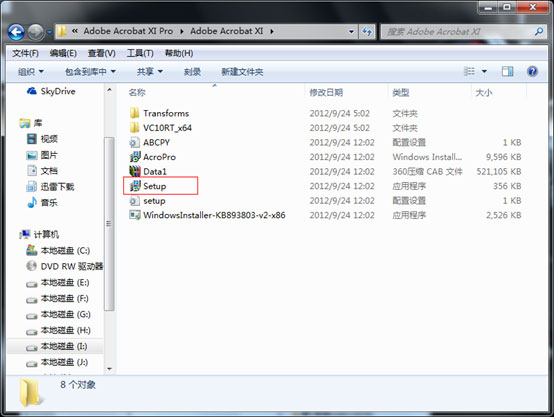 Adobe Acrobat XI Pro ▸ Adobe Acrobat XI ▸
搜索 Adobe Acrobat XI
文件(F) 编辑(E) 查看(V) 工具(T) 帮助(H)
组织 包含到库中 共享 刻录 新建文件夹
名称 修改日期 类型 大小
SkyDrive
库
视频
图片
文档
迅雷下载
音乐
计算机
本地磁盘 (C:)
DVD RW 驱动器
本地磁盘 (E:)
本地磁盘 (F:)
本地磁盘 (G:)
本地磁盘 (H:)
本地磁盘 (I:)
本地磁盘 (J:)
Transforms 2012/9/24 5:02 文件夹
VC10RT_x64 2012/9/24 5:02 文件夹
ABCPY 2012/9/24 12:02 配置设置 1 KB
AcroPro 2012/9/24 12:02 Windows Install... 9,596 KB
Data1 2012/9/24 12:02 360压缩 CAB 文件 521,105 KB
Setup 2012/9/24 12:02 应用程序 356 KB
setup 2012/9/24 12:02 配置设置 1 KB
WindowsInstaller-KB893803-v2-x86 2012/9/24 12:02 应用程序 2,526 KB
8 个对象